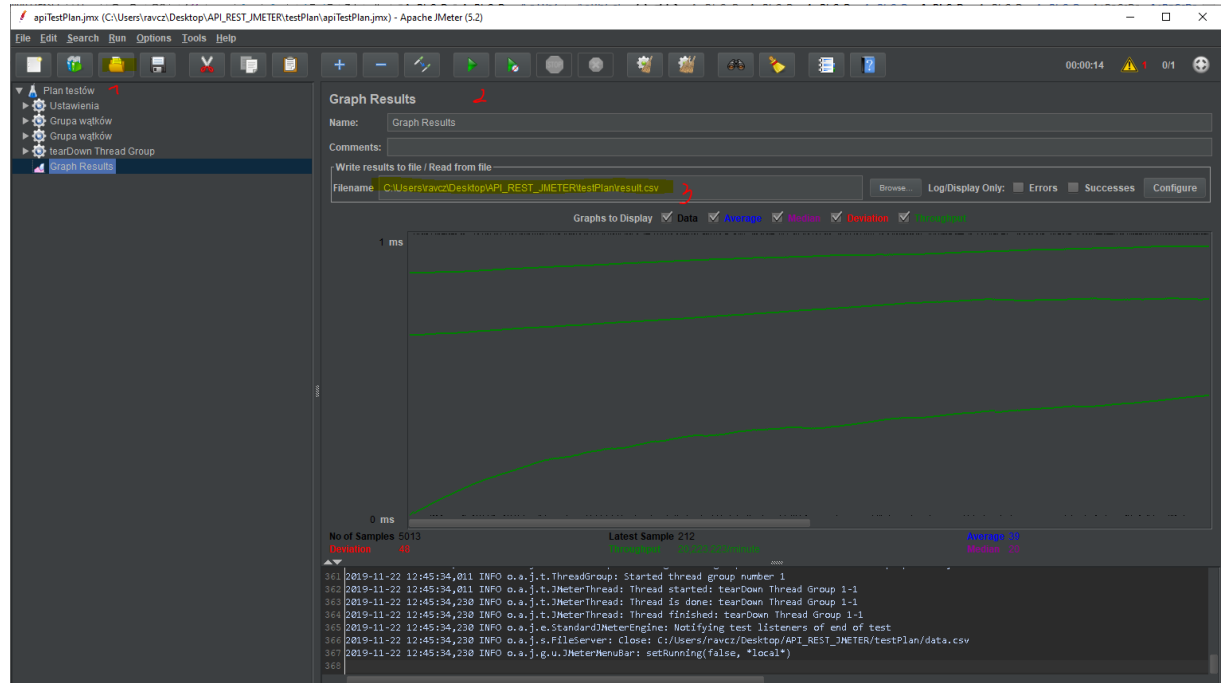 apiTestPlan.jmx (C:\Users\ravcz\Desktop\API_REST_JMETER\testPlan\apiTestPlan.jmx) - Apache JMeter (5.2)
File Edit Search Run Options Tools Help
00:00:14 1 0/1
Plan testów 1
Ustawienia
Grupa wątków
Grupa wątków
tearDown Thread Group
Graph Results
Graph Results 2
Name: Graph Results
Comments:
Write results to file / Read from file
Filename C:\Users\ravcz\Desktop\API_REST_JMETER\testPlan\result.csv 3 Browse... Log/Display Only: Errors Successes Configure
Graphs to Display Data Average Median Deviation Throughput
1 ms
0 ms
No of Samples 5013 Latest Sample 212 Average 39
Deviation 48 Throughput Median
361 2019-11-22 12:45:34,011 INFO o.a.j.t.ThreadGroup: Started thread group number 1
362 2019-11-22 12:45:34,011 INFO o.a.j.t.JMeterThread: Thread started: tearDown Thread Group 1-1
363 2019-11-22 12:45:34,230 INFO o.a.j.t.JMeterThread: Thread is done: tearDown Thread Group 1-1
364 2019-11-22 12:45:34,230 INFO o.a.j.t.JMeterThread: Thread finished: tearDown Thread Group 1-1
365 2019-11-22 12:45:34,230 INFO o.a.j.e.StandardJMeterEngine: Notifying test listeners of end of test
366 2019-11-22 12:45:34,230 INFO o.a.j.s.FileServer: Close: C:/Users/ravcz/Desktop/API_REST_JMETER/testPlan/data.csv
367 2019-11-22 12:45:34,230 INFO o.a.j.g.u.JMeterMenuBar: setRunning(false, *local*)
368